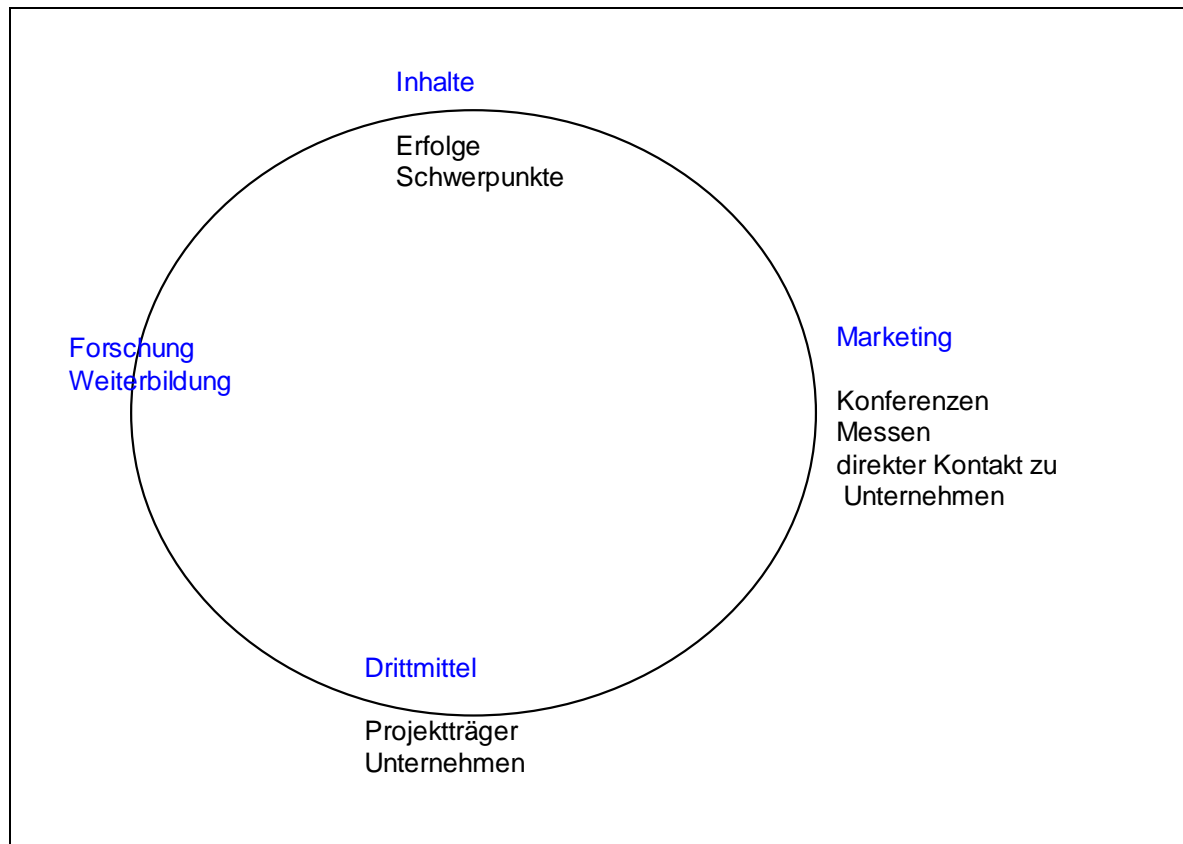 Inhalte
Erfolge
Schwerpunkte
Forschung
Weiterbildung
Marketing
Konferenzen
Messen
direkter Kontakt zu
Unternehmen
Drittmittel
Projektträger
Unternehmen